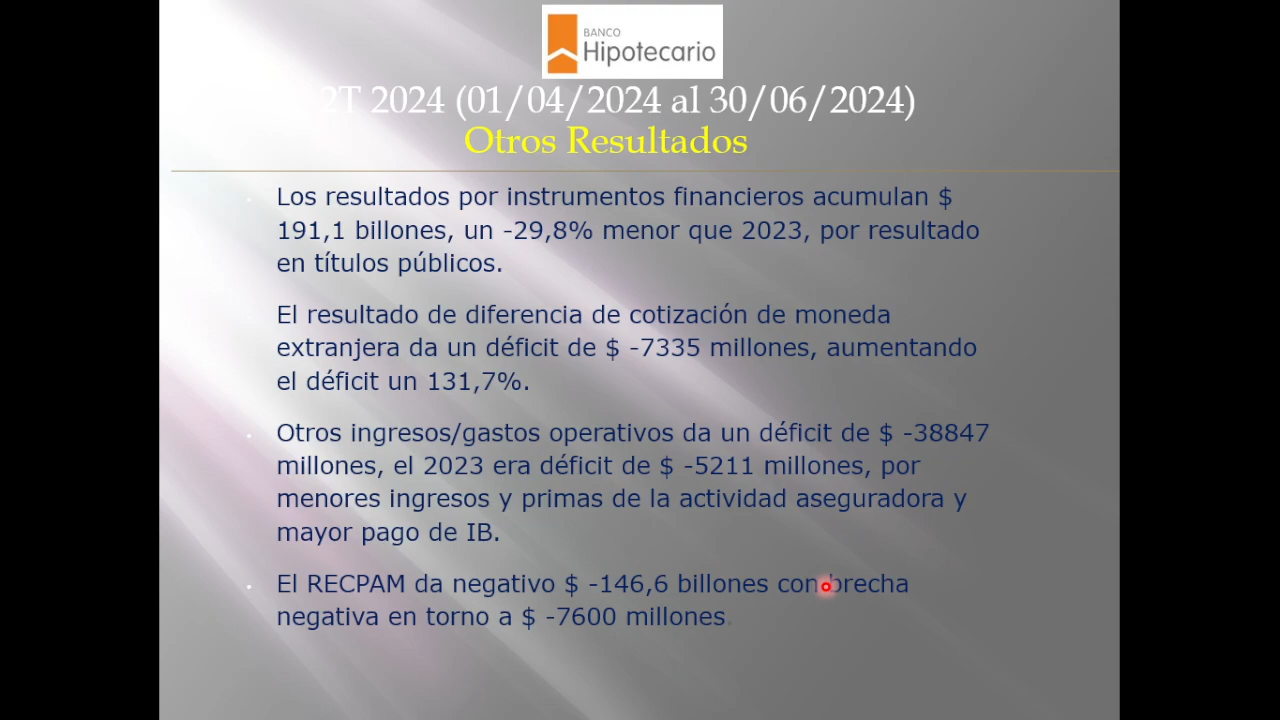 BANCO
Hipotecario
2T 2024 (01/04/2024 al 30/06/2024)
Otros Resultados
Los resultados por instrumentos financieros acumulan $
191,1 billones, un -29,8% menor que 2023, por resultado
en títulos públicos.
El resultado de diferencia de cotización de moneda
extranjera da un déficit de $ -7335 millones, aumentando
el déficit un 131,7%.
Otros ingresos/gastos operativos da un déficit de $ -38847
millones, el 2023 era déficit de $ -5211 millones, por
menores ingresos y primas de la actividad aseguradora y
mayor pago de IB.
El RECPAM da negativo $ -146,6 billones con brecha
negativa en torno a $ -7600 millones.